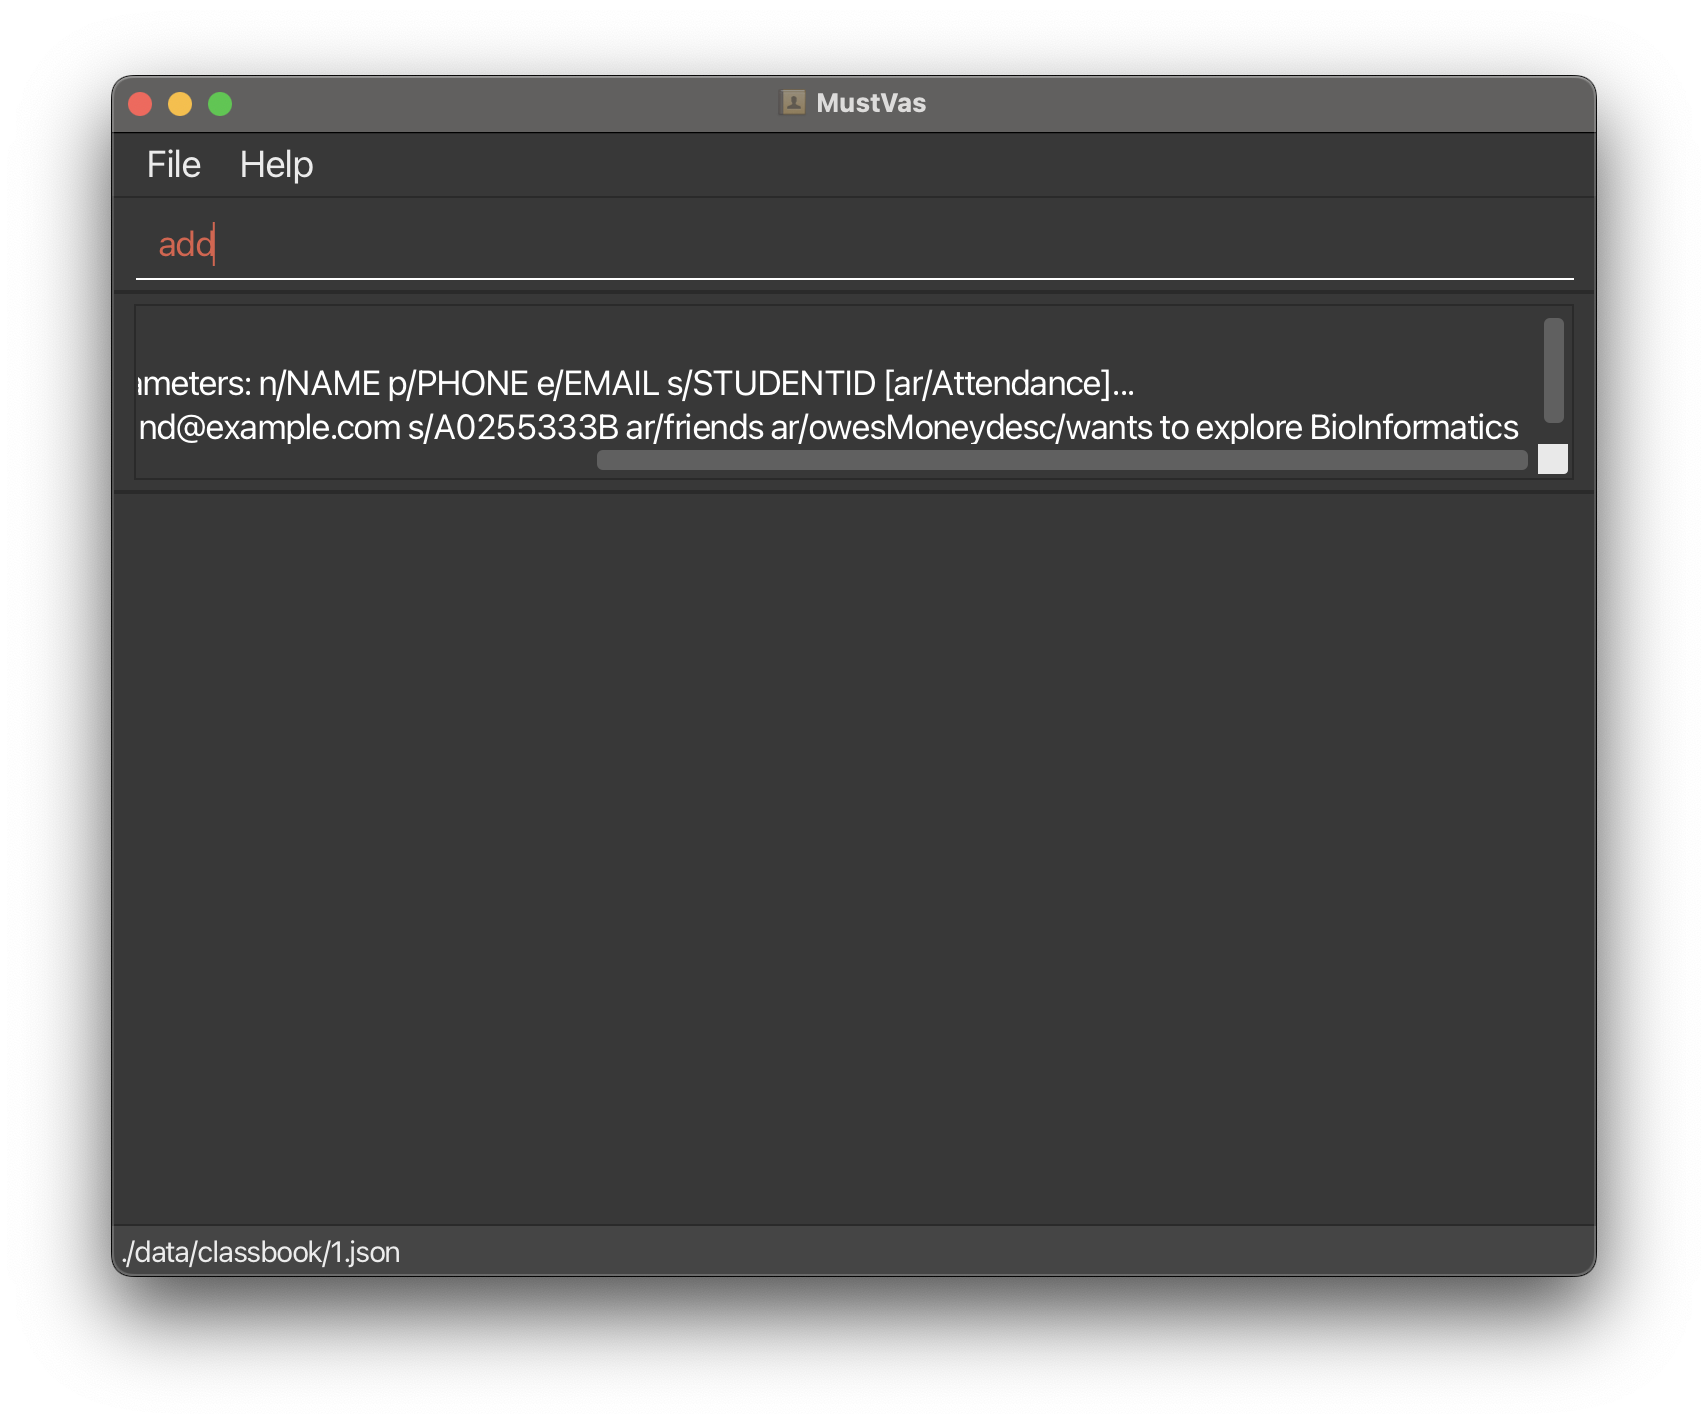 MustVas
File Help
add
ameters: n/NAME p/PHONE e/EMAIL s/STUDENTID [ar/Attendance]...
nd@example.com s/A0255333B ar/friends ar/owesMoneydesc/wants to explore BioInformatics
./data/classbook/1.json